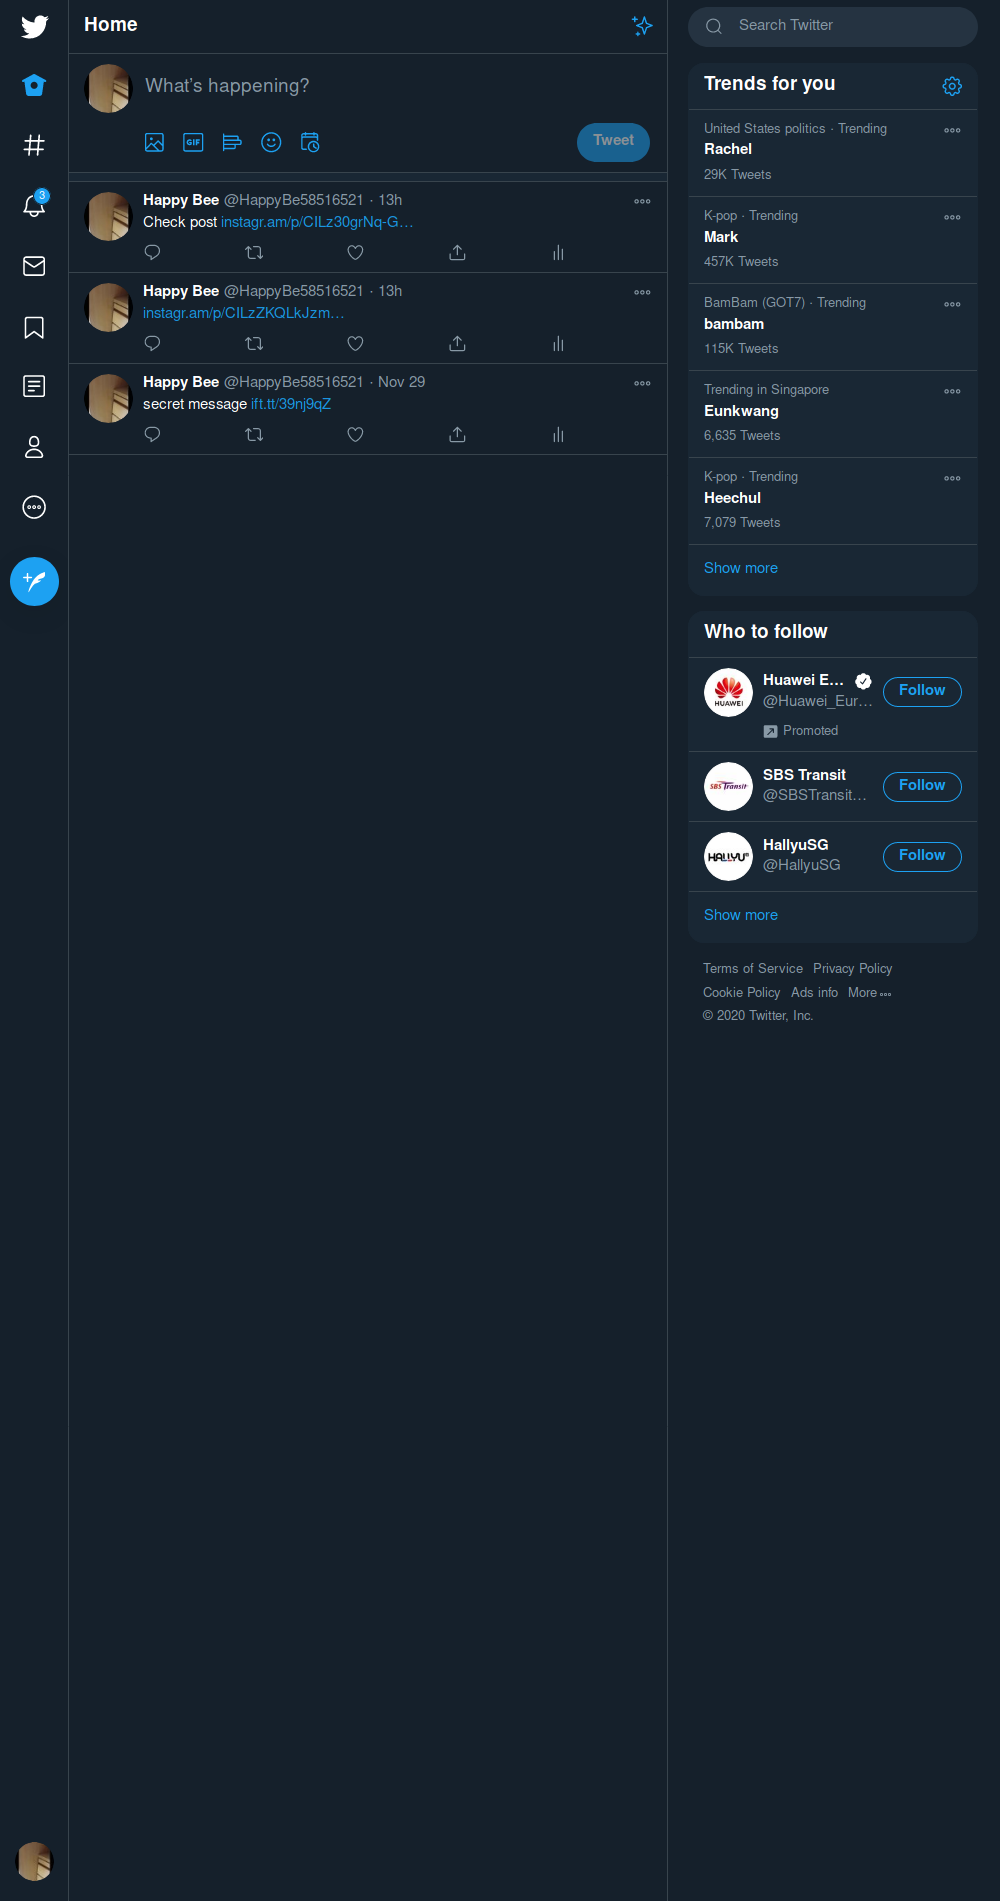 Home
What's happening?
GIF
Tweet
3
Happy Bee @HappyBe58516521 · 13h
Check post instagr.am/p/CILz30grNq-G…
Happy Bee @HappyBe58516521 · 13h
instagr.am/p/CILzZKQLkJzm…
Happy Bee @HappyBe58516521 · Nov 29
secret message ift.tt/39nj9qZ
Search Twitter
Trends for you
United States politics · Trending
Rachel
29K Tweets
K-pop · Trending
Mark
457K Tweets
BamBam (GOT7) · Trending
bambam
115K Tweets
Trending in Singapore
Eunkwang
6,635 Tweets
K-pop · Trending
Heechul
7,079 Tweets
Show more
Who to follow
HUAWEI
Huawei E…
@Huawei_Eur…
Follow
Promoted
SBS Transit
SBS Transit
@SBSTransit…
Follow
HALLYU
HallyuSG
@HallyuSG
Follow
Show more
Terms of Service Privacy Policy
Cookie Policy Ads info More
© 2020 Twitter, Inc.